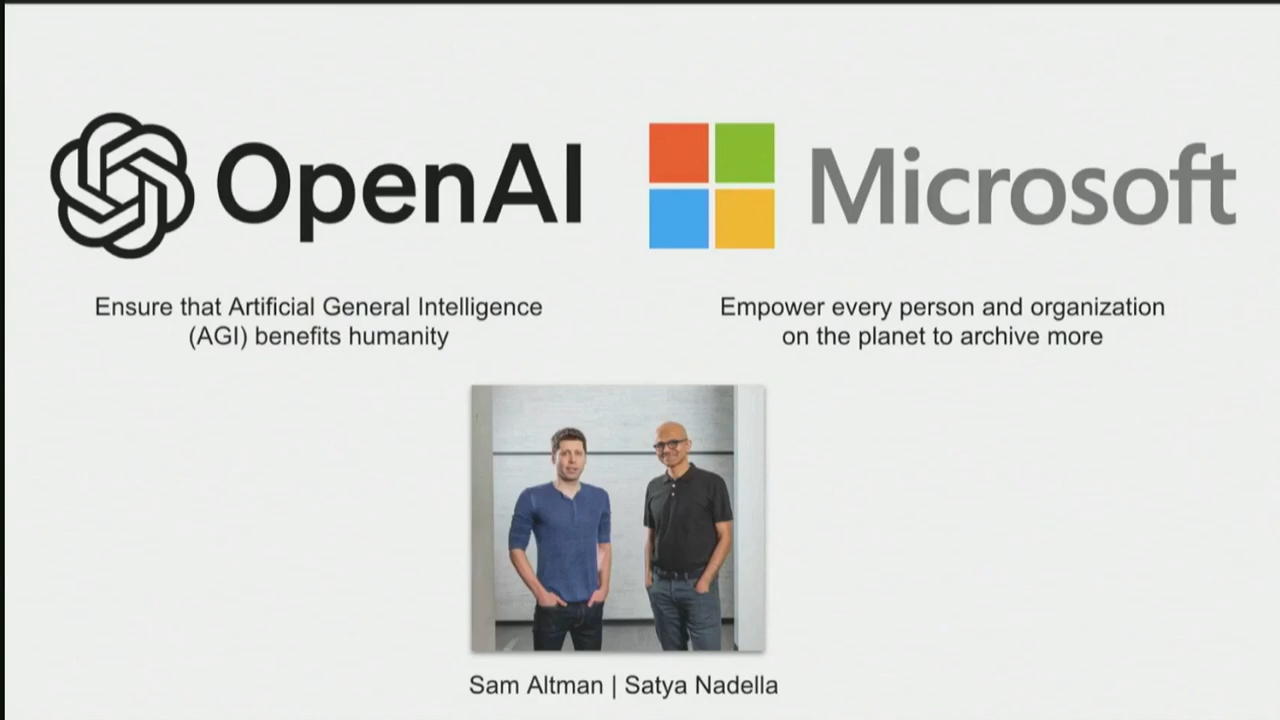 OpenAI
Microsoft
Ensure that Artificial General Intelligence
(AGI) benefits humanity
Empower every person and organization
on the planet to archive more
Sam Altman | Satya Nadella